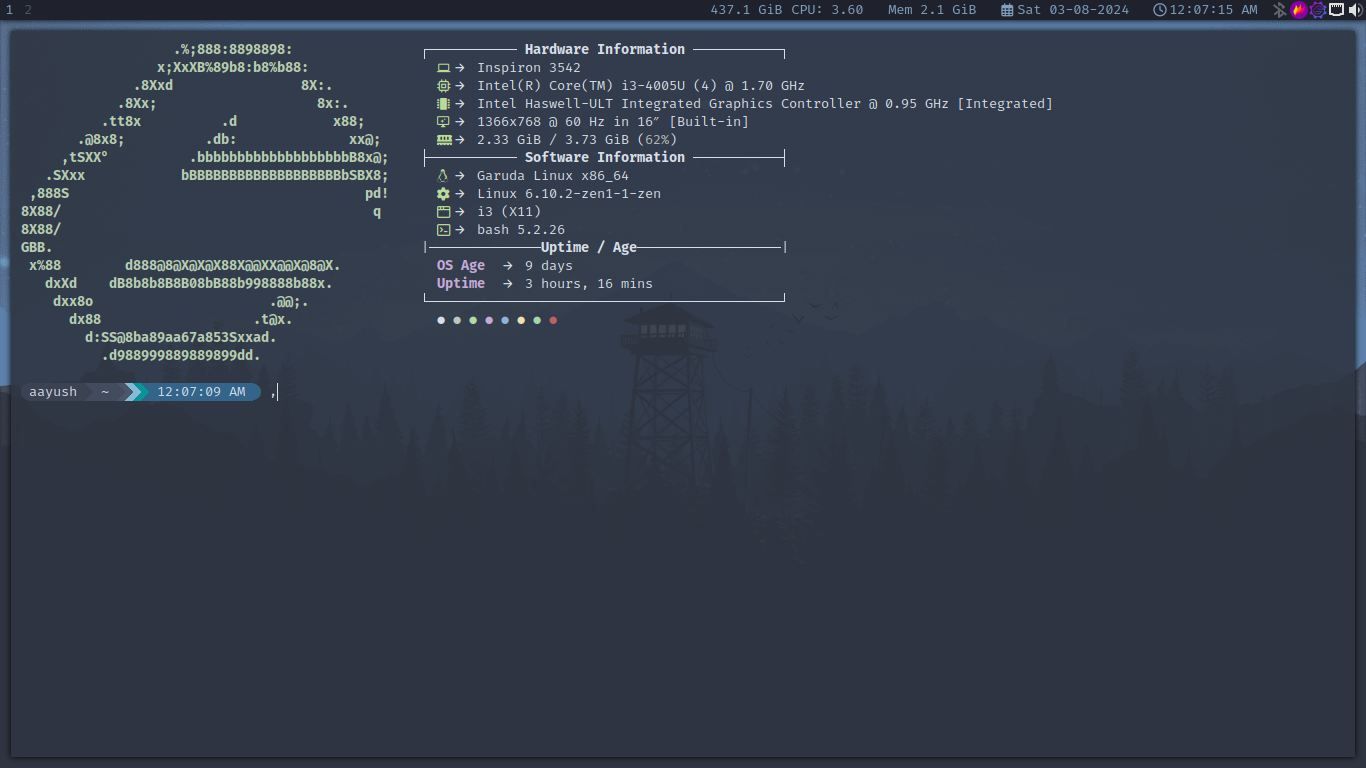 1 2 437.1 GiB CPU: 3.60 Mem 2.1 GiB Sat 03-08-2024 12:07:15 AM
.%;888:8898898:
x;XxXB%89b8:b8%b88:
.8Xxd 8X:.
.8Xx; 8x:.
.tt8x .d x88;
.@8x8; .db: xx@;
,tSXX° .bbbbbbbbbbbbbbbbbbbB8x@;
.SXxx bBBBBBBBBBBBBBBBBBBBbSBX8;
,888S pd!
8X88/ q
8X88/
GBB.
x%88 d888@8@X@X@X88X@@XX@@X@8@X.
dxXd dB8b8b8B8B08bB88b998888b88x.
dxx8o .@@;.
dx88 .t@x.
d:SS@8ba89aa67a853Sxxad.
.d988999889889899dd.
Hardware Information
Inspiron 3542
Intel(R) Core(TM) i3-4005U (4) @ 1.70 GHz
Intel Haswell-ULT Integrated Graphics Controller @ 0.95 GHz [Integrated]
1366x768 @ 60 Hz in 16″ [Built-in]
2.33 GiB / 3.73 GiB (62%)
Software Information
Garuda Linux x86_64
Linux 6.10.2-zen1-1-zen
i3 (X11)
bash 5.2.26
Uptime / Age
OS Age → 9 days
Uptime → 3 hours, 16 mins
aayush ~ 12:07:09 AM ,